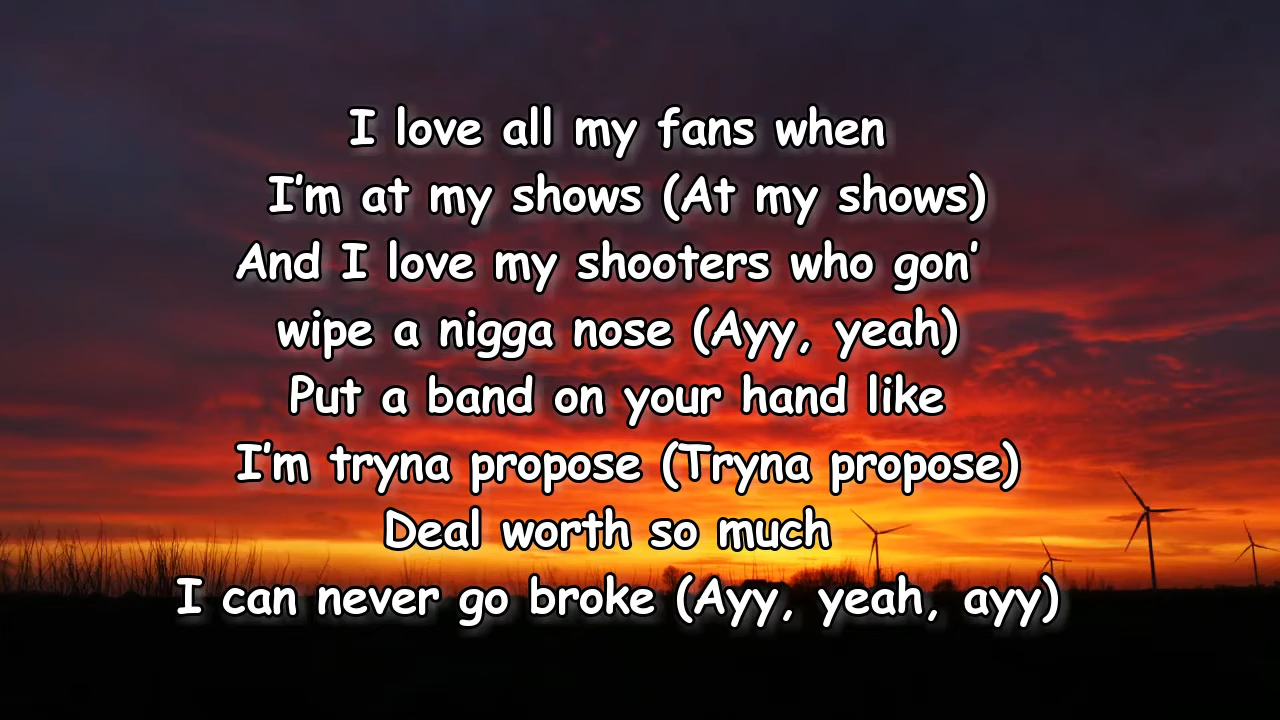 I love all my fans when
I'm at my shows (At my shows)
And I love my shooters who gon'
wipe a nigga nose (Ayy, yeah)
Put a band on your hand like
I'm tryna propose (Tryna propose)
Deal worth so much
I can never go broke (Ayy, yeah, ayy)